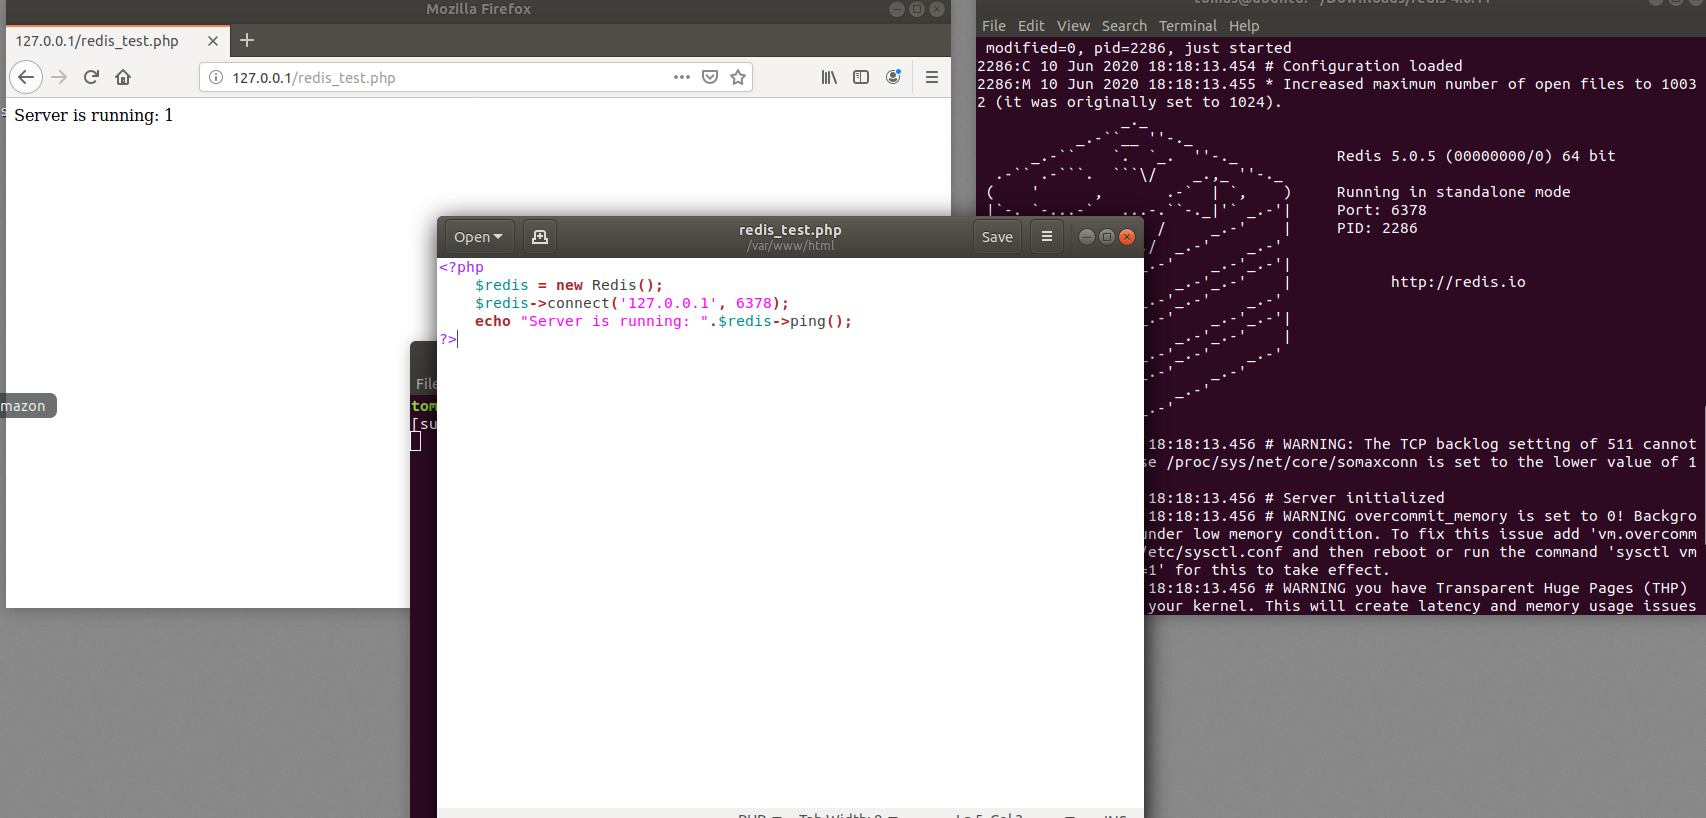 Mozilla Firefox
127.0.0.1/redis_test.php
127.0.0.1/redis_test.php
Server is running: 1
mazon
File
tom
[su
Open
redis_test.php
/var/www/html
Save
<?php
$redis = new Redis();
$redis->connect('127.0.0.1', 6378);
echo "Server is running: ".$redis->ping();
?>
File Edit View Search Terminal Help
modified=0, pid=2286, just started
2286:C 10 Jun 2020 18:18:13.454 # Configuration loaded
2286:M 10 Jun 2020 18:18:13.455 * Increased maximum number of open files to 1003
2 (it was originally set to 1024).
Redis 5.0.5 (00000000/0) 64 bit
Running in standalone mode
Port: 6378
PID: 2286
http://redis.io
18:18:13.456 # WARNING: The TCP backlog setting of 511 cannot
se /proc/sys/net/core/somaxconn is set to the lower value of 1
18:18:13.456 # Server initialized
18:18:13.456 # WARNING overcommit_memory is set to 0! Backgro
under low memory condition. To fix this issue add 'vm.overcomm
/etc/sysctl.conf and then reboot or run the command 'sysctl vm
=1' for this to take effect.
18:18:13.456 # WARNING you have Transparent Huge Pages (THP)
your kernel. This will create latency and memory usage issues